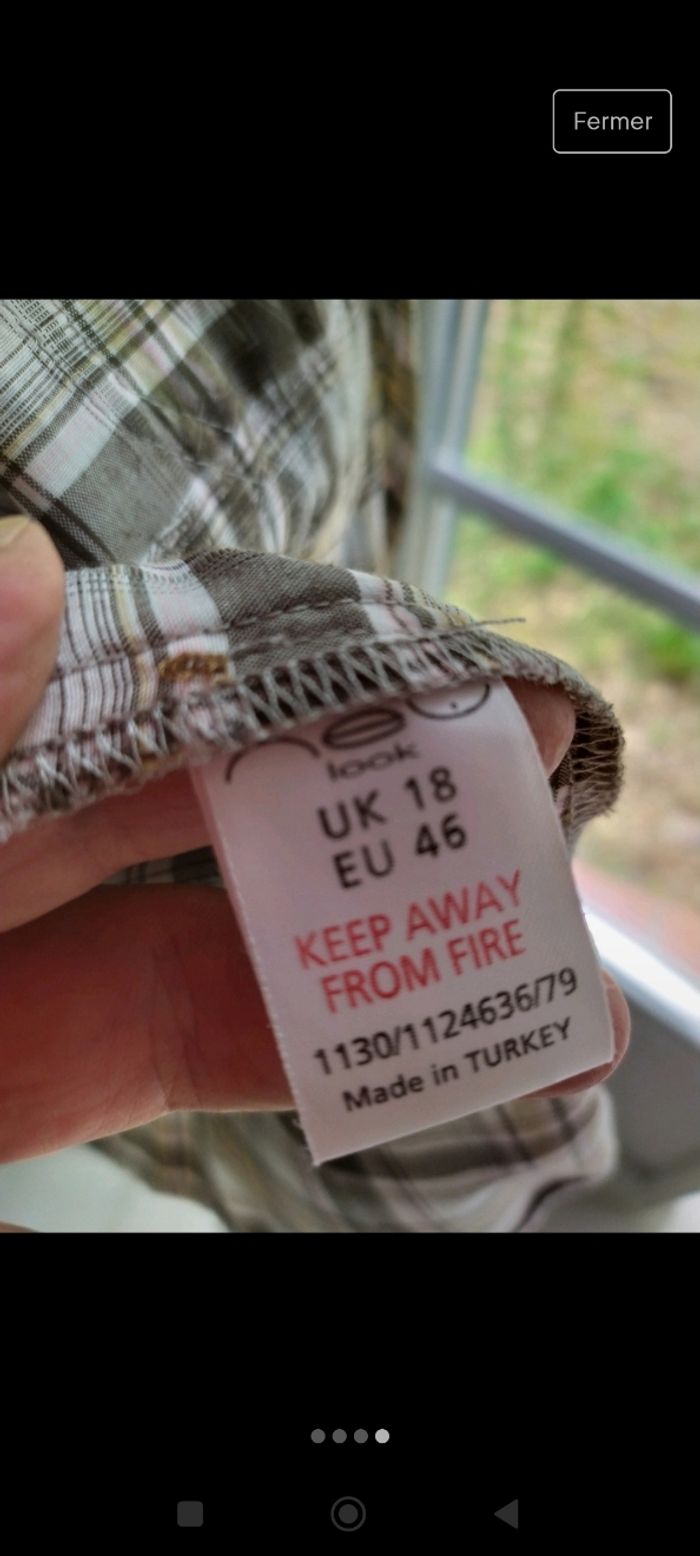 Fermer
new
look
UK 18
EU 46
KEEP AWAY
FROM FIRE
1130/1124636/79
Made in TURKEY